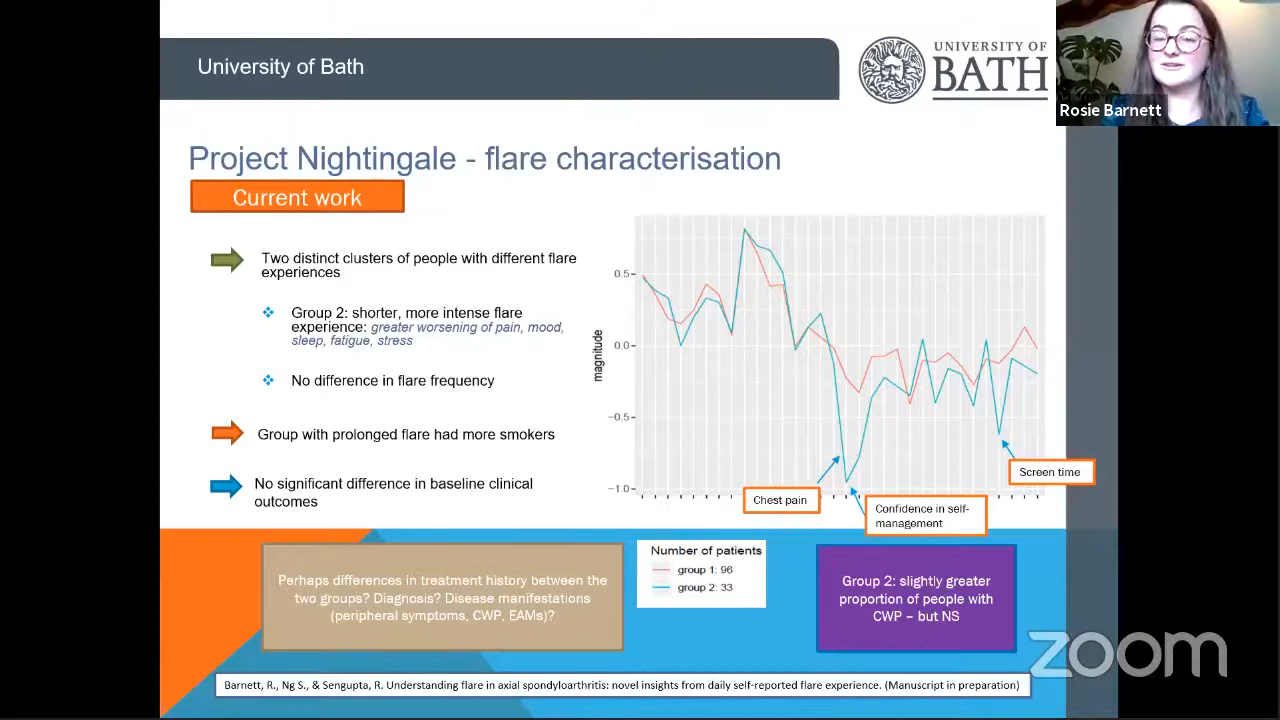 University of Bath
UNIVERSITY OF
BATH
Rosie Barnett
Project Nightingale - flare characterisation
Current work
Two distinct clusters of people with different flare
experiences
Group 2: shorter, more intense flare
experience: greater worsening of pain, mood,
sleep, fatigue, stress
No difference in flare frequency
Group with prolonged flare had more smokers
No significant difference in baseline clinical
outcomes
magnitude
0.5
0.0
−0.5
−1.0
Chest pain
Confidence in self-
management
Screen time
Perhaps differences in treatment history between the
two groups? Diagnosis? Disease manifestations
(peripheral symptoms, CWP, EAMs)?
Number of patients
group 1: 96
group 2: 33
Group 2: slightly greater
proportion of people with
CWP – but NS
zoom
Barnett, R., Ng S., & Sengupta, R. Understanding flare in axial spondyloarthritis: novel insights from daily self-reported flare experience. (Manuscript in preparation)